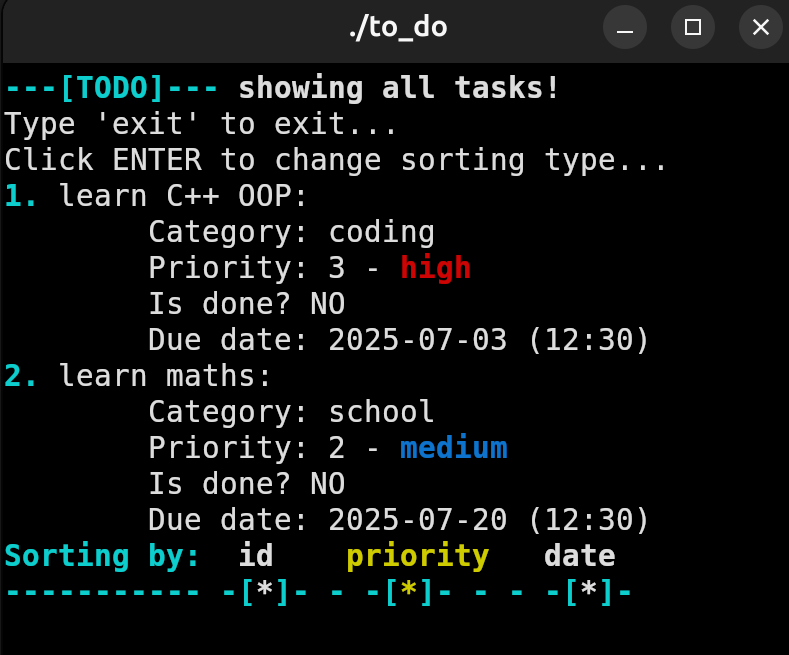 ./to_do
---[TODO]--- showing all tasks!
Type 'exit' to exit...
Click ENTER to change sorting type...
1. learn C++ OOP:
Category: coding
Priority: 3 - high
Is done? NO
Due date: 2025-07-03 (12:30)
2. learn maths:
Category: school
Priority: 2 - medium
Is done? NO
Due date: 2025-07-20 (12:30)
Sorting by:  id    priority   date
----------- -[*]- - -[*]- - - -[*]-